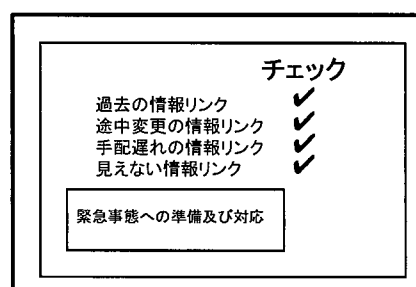 チェック
過去の情報リンク ✔
途中変更の情報リンク ✔
手配遅れの情報リンク ✔
見えない情報リンク ✔
緊急事態への準備及び対応